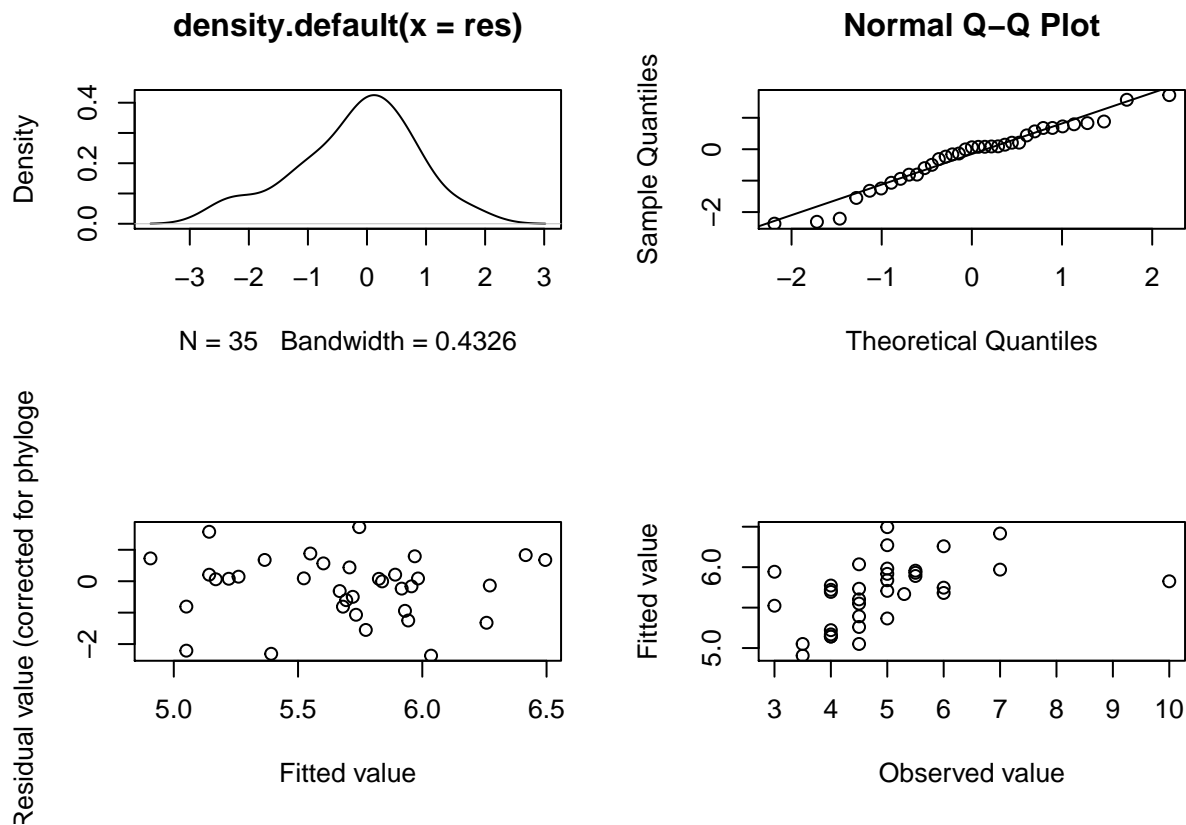 density.default(x = res)
Density
0.0 0.2 0.4
−3 −2 −1 0 1 2 3
N = 35 Bandwidth = 0.4326
Normal Q−Q Plot
Sample Quantiles
−2 0
−2 −1 0 1 2
Theoretical Quantiles
Residual value (corrected for phyloge
−2 0
5.0 5.5 6.0 6.5
Fitted value
Fitted value
5.0 6.0
3 4 5 6 7 8 9 10
Observed value